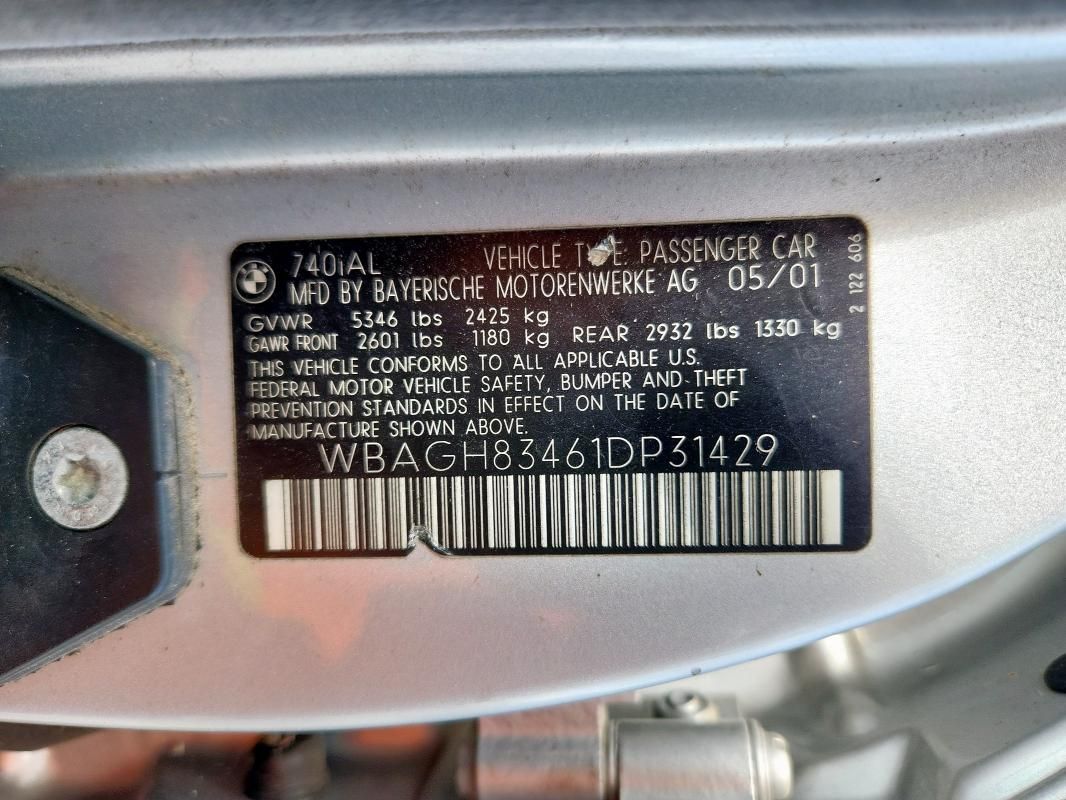 740iAL VEHICLE TYPE PASSENGER CAR
MFD BY BAYERISCHE MOTORENWERKE AG 05/01
GVWR 5346 lbs 2425 kg
GAWR FRONT 2601 lbs 1180 kg REAR 2932 lbs 1330 kg
THIS VEHICLE CONFORMS TO ALL APPLICABLE U.S.
FEDERAL MOTOR VEHICLE SAFETY, BUMPER AND THEFT
PREVENTION STANDARDS IN EFFECT ON THE DATE OF
MANUFACTURE SHOWN ABOVE.
WBAGH83461DP31429
2 122 606